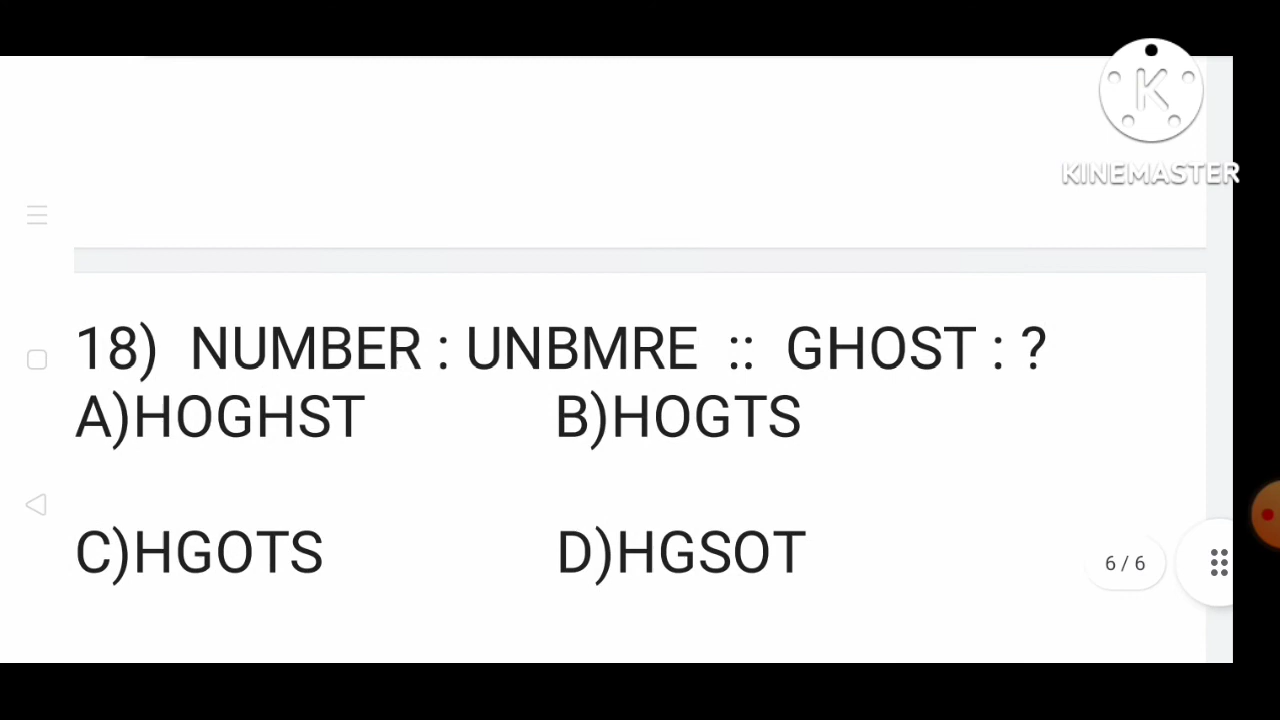 K
KINEMASTER
18) NUMBER : UNBMRE :: GHOST : ?
A)HOGHST B)HOGTS
C)HGOTS D)HGSOT
6 / 6